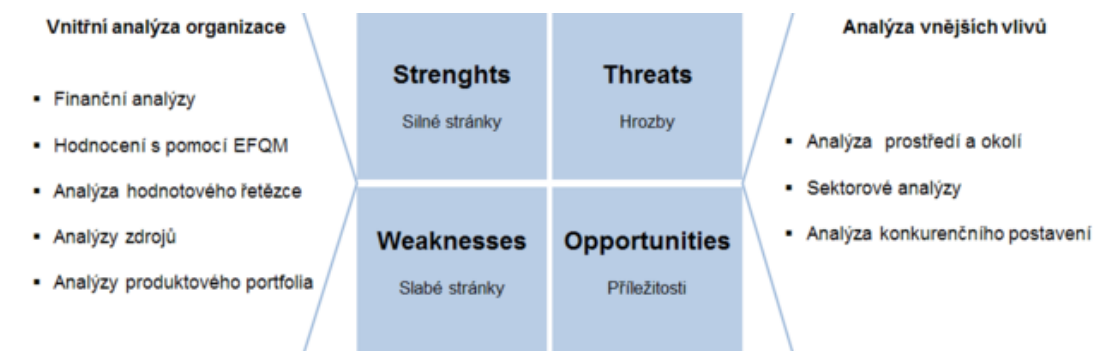 Vnitřní analýza organizace
▪ Finanční analýzy
▪ Hodnocení s pomocí EFQM
▪ Analýza hodnotového řetězce
▪ Analýzy zdrojů
▪ Analýzy produktového portfolia
Strenghts
Silné stránky
Threats
Hrozby
Weaknesses
Slabé stránky
Opportunities
Příležitosti
Analýza vnějších vlivů
▪ Analýza prostředí a okolí
▪ Sektorové analýzy
▪ Analýza konkurenčního postavení